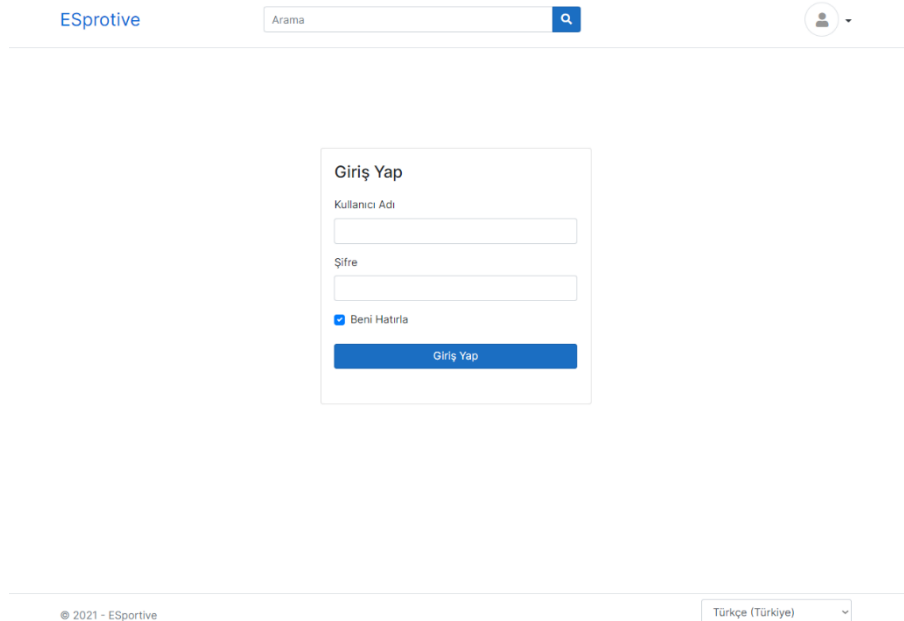 ESprotive
Arama
Giriş Yap
Kullanıcı Adı
Şifre
Beni Hatırla
Giriş Yap
© 2021 - ESportive
Türkçe (Türkiye)